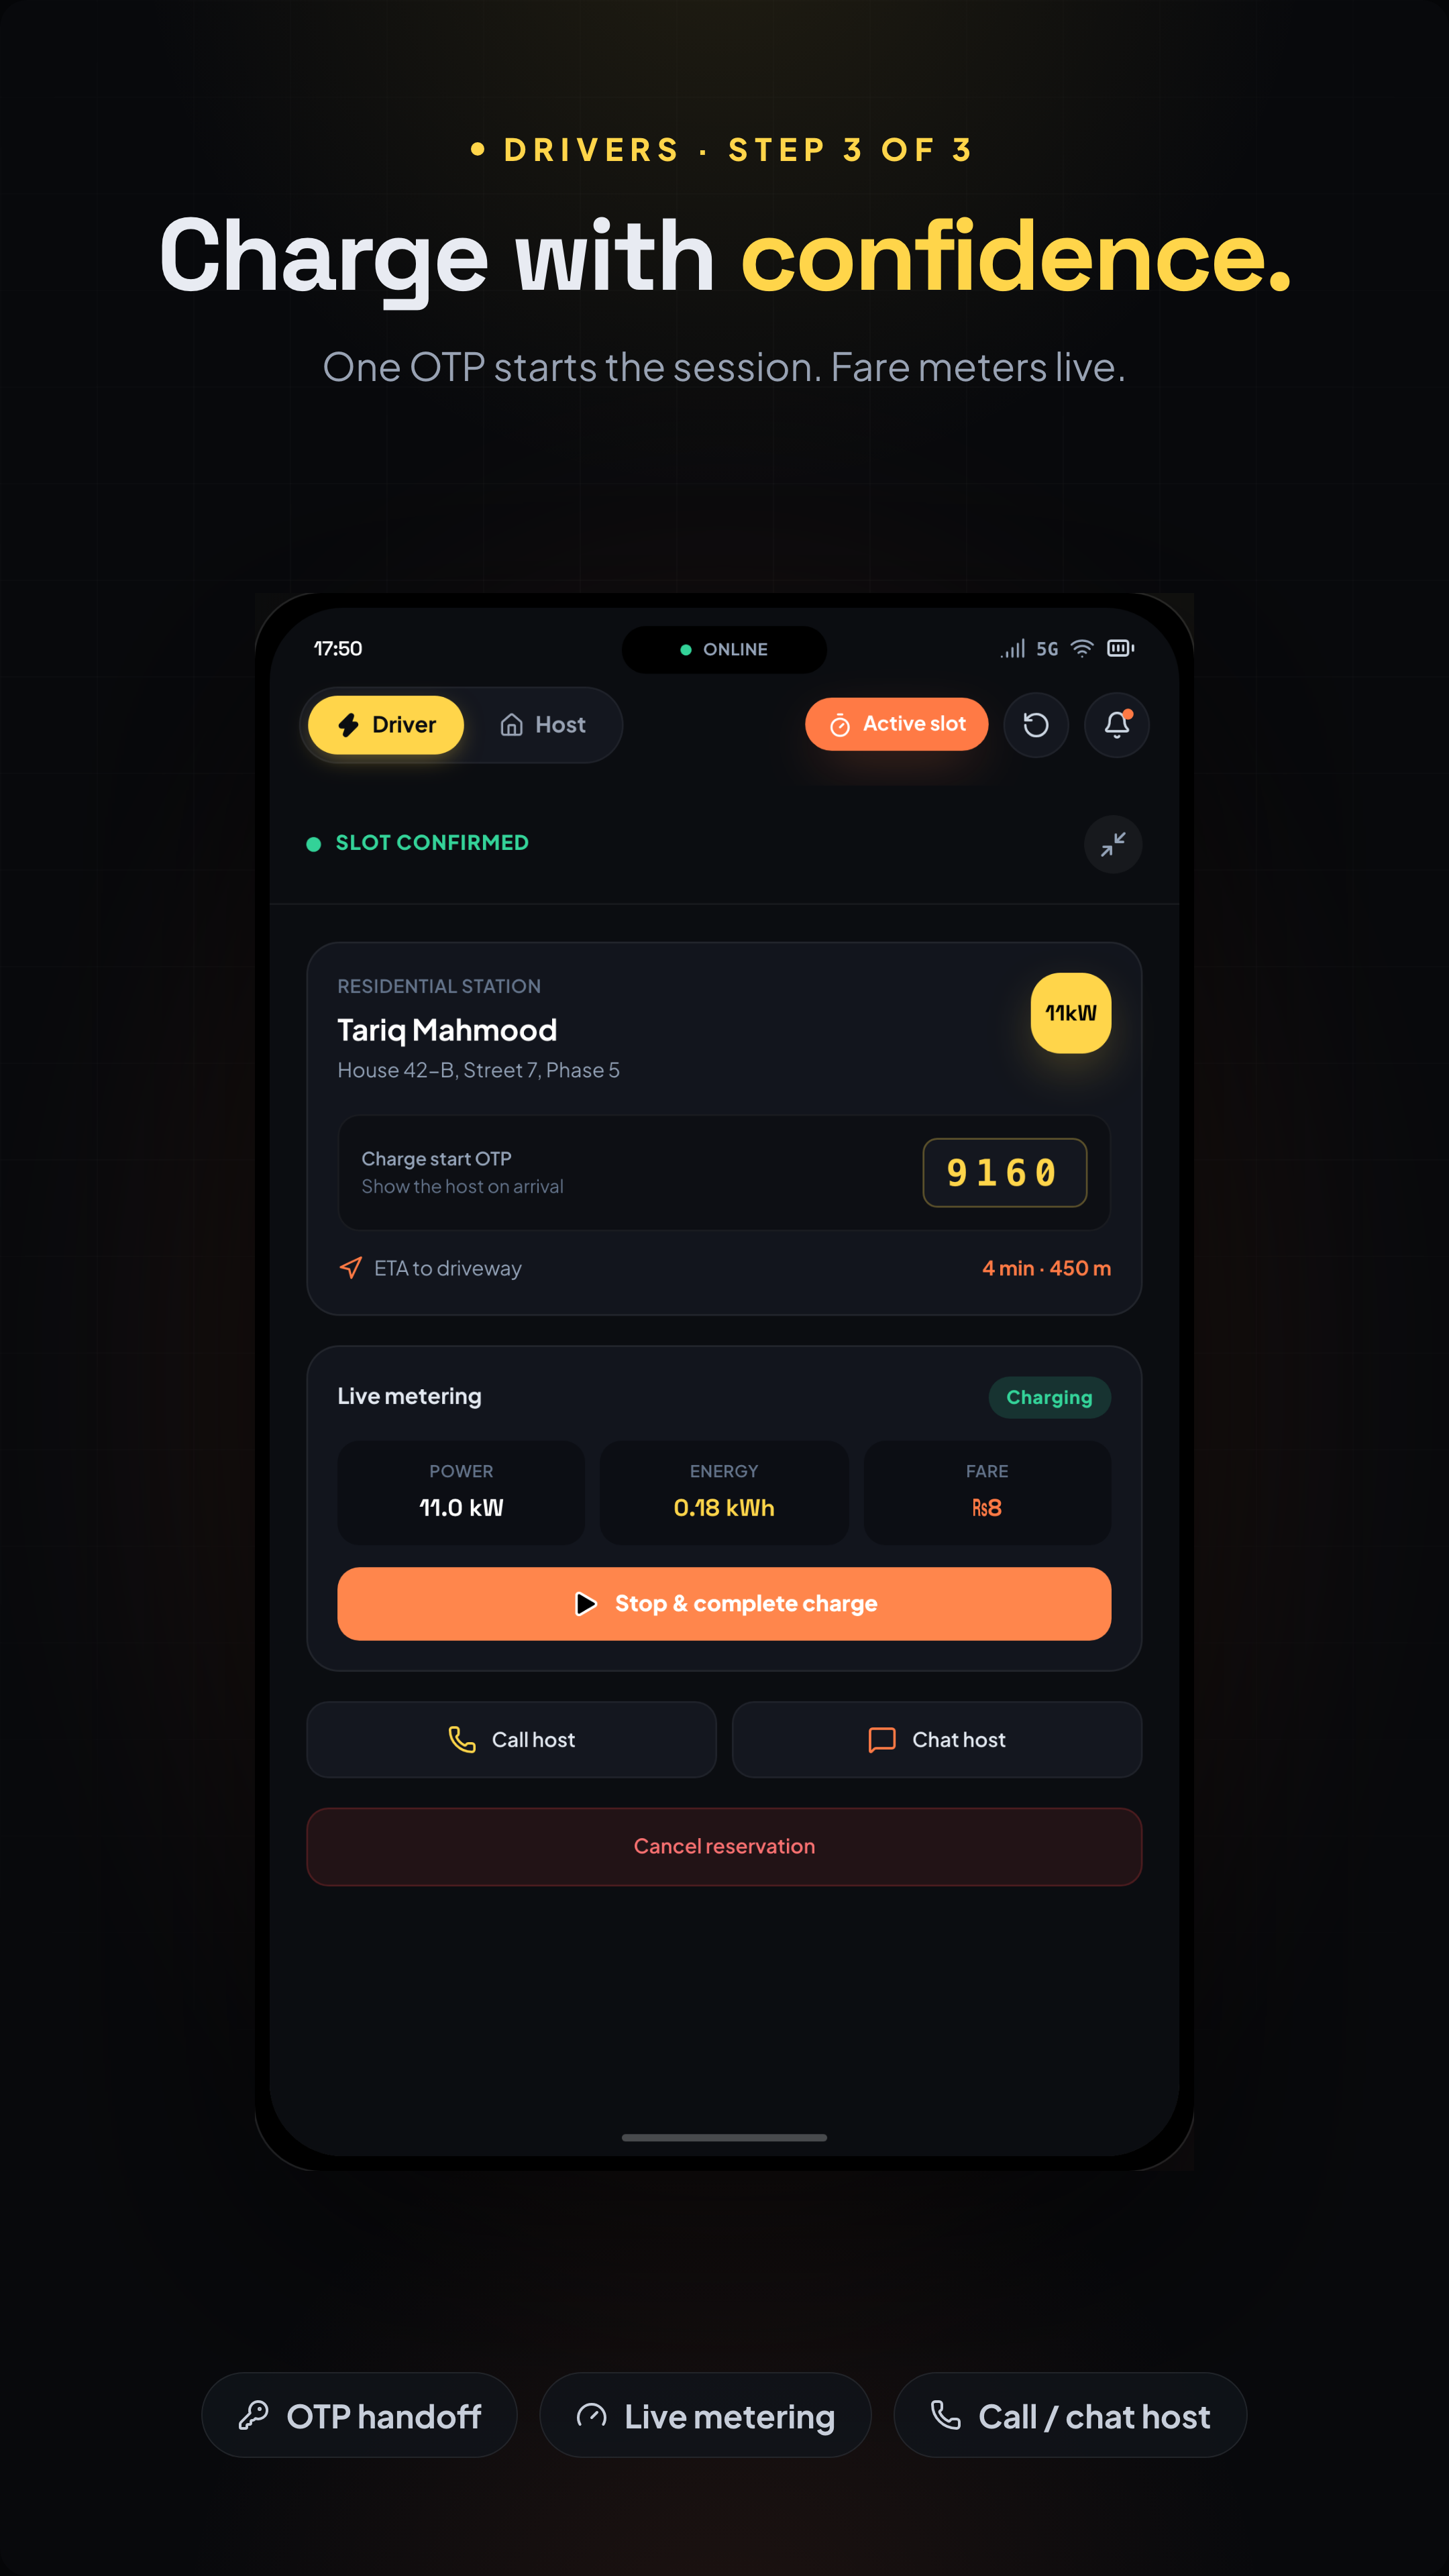 DRIVERS · STEP 3 OF 3
Charge with confidence.
One OTP starts the session. Fare meters live.
17:50
ONLINE
5G
Driver
Host
Active slot
SLOT CONFIRMED
RESIDENTIAL STATION
Tariq Mahmood
House 42-B, Street 7, Phase 5
11kW
Charge start OTP
Show the host on arrival
9160
ETA to driveway
4 min · 450 m
Live metering
Charging
POWER
11.0 kW
ENERGY
0.18 kWh
FARE
₨8
Stop & complete charge
Call host
Chat host
Cancel reservation
OTP handoff
Live metering
Call / chat host